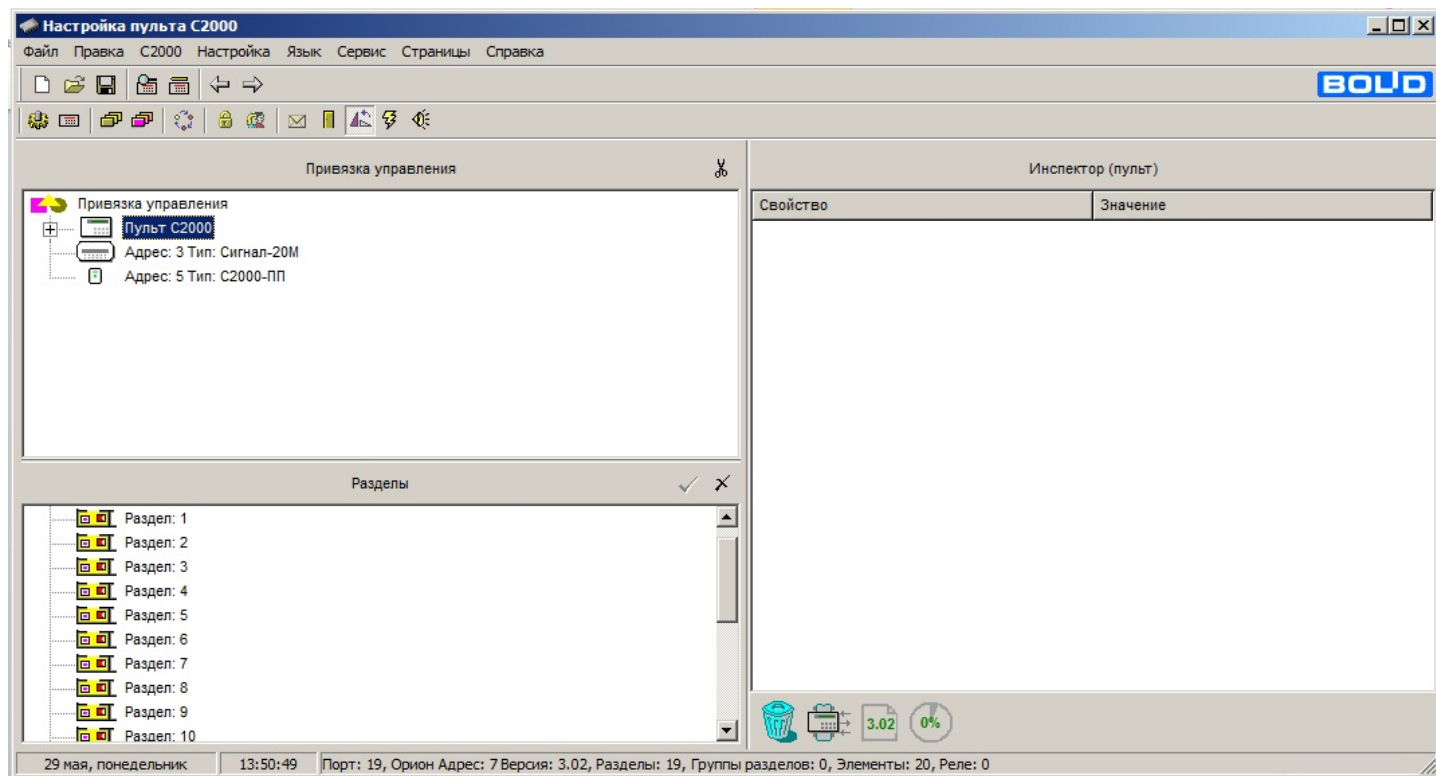 Настройка пульта С2000
Файл Правка С2000 Настройка Язык Сервис Страницы Справка
BOLID
Привязка управления
Инспектор (пульт)
Привязка управления
Пульт С2000
Адрес: 3 Тип: Сигнал-20М
Адрес: 5 Тип: С2000-ПП
Свойство Значение
Разделы
Раздел: 1
Раздел: 2
Раздел: 3
Раздел: 4
Раздел: 5
Раздел: 6
Раздел: 7
Раздел: 8
Раздел: 9
Раздел: 10
3.02 0%
29 мая, понедельник 13:50:49 Порт: 19, Орион Адрес: 7 Версия: 3.02, Разделы: 19, Группы разделов: 0, Элементы: 20, Реле: 0